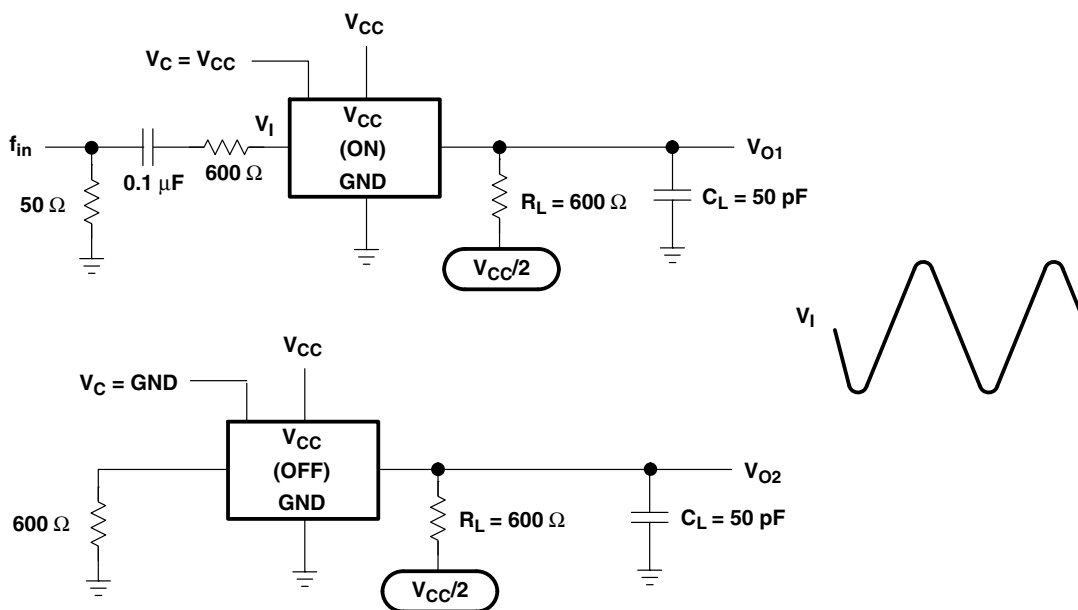 VCC
VC = VCC
fin
VI
VCC
(ON)
GND
VO1
0.1 μF
600 Ω
50 Ω
RL = 600 Ω
CL = 50 pF
VCC/2
VI
VCC
VC = GND
VCC
(OFF)
GND
VO2
600 Ω
RL = 600 Ω
CL = 50 pF
VCC/2